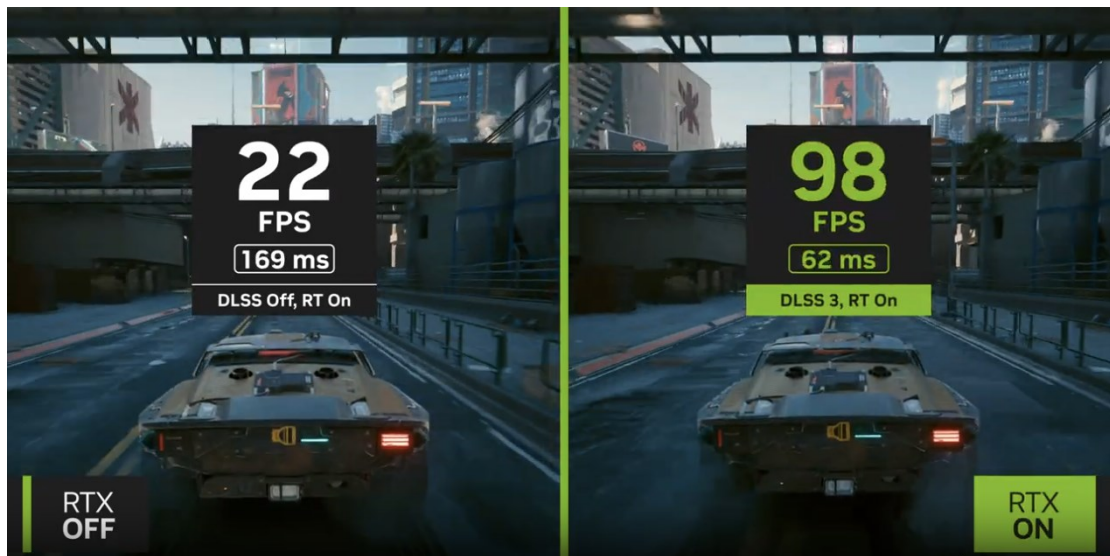 22
FPS
169 ms
DLSS Off, RT On
RTX
OFF
98
FPS
62 ms
DLSS 3, RT On
RTX
ON